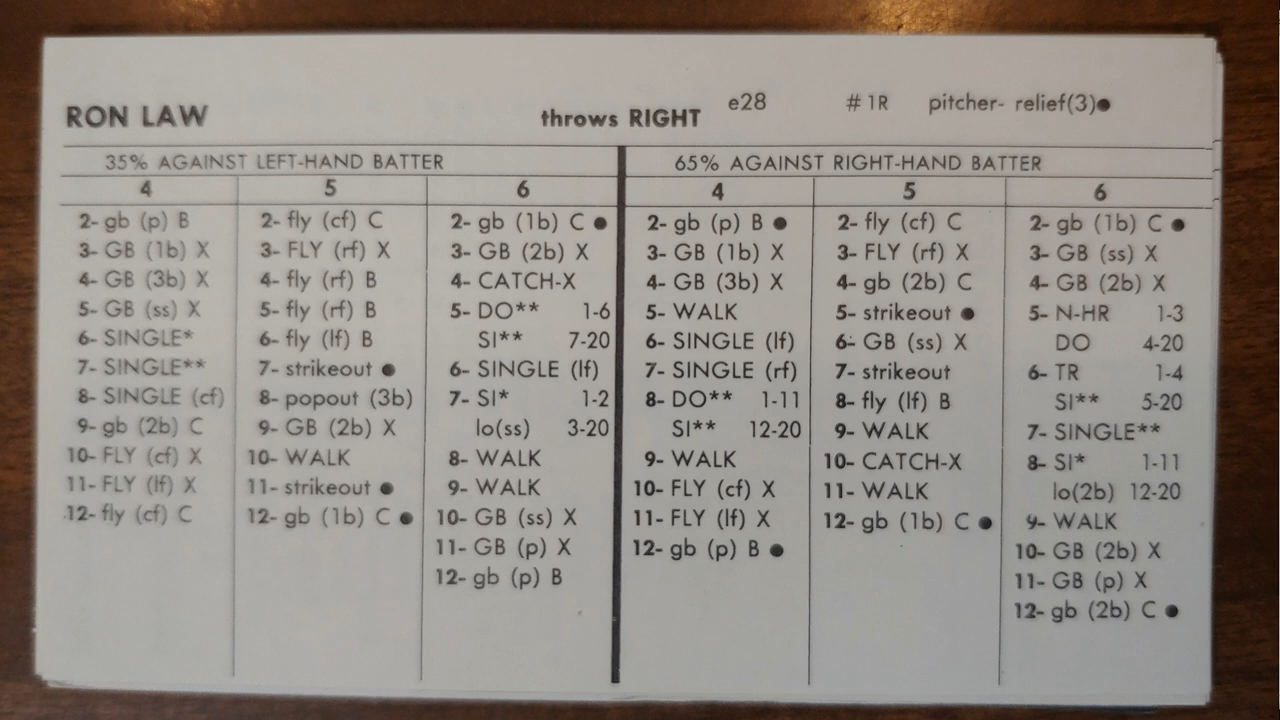 RON LAW throws RIGHT e28 # 1R pitcher- relief(3)●
35% AGAINST LEFT-HAND BATTER
4 5 6
2- gb (p) B 2- fly (cf) C 2- gb (1b) C ●
3- GB (1b) X 3- FLY (rf) X 3- GB (2b) X
4- GB (3b) X 4- fly (rf) B 4- CATCH-X
5- GB (ss) X 5- fly (rf) B 5- DO** 1-6
6- SINGLE* 6- fly (lf) B SI** 7-20
7- SINGLE** 7- strikeout ● 6- SINGLE (lf)
8- SINGLE (cf) 8- popout (3b) 7- SI* 1-2
9- gb (2b) C 9- GB (2b) X lo(ss) 3-20
10- FLY (cf) X 10- WALK 8- WALK
11- FLY (lf) X 11- strikeout ● 9- WALK
12- fly (cf) C 12- gb (1b) C ● 10- GB (ss) X
11- GB (p) X
12- gb (p) B
65% AGAINST RIGHT-HAND BATTER
4 5 6
2- gb (p) B ● 2- fly (cf) C 2- gb (1b) C ●
3- GB (1b) X 3- FLY (rf) X 3- GB (ss) X
4- GB (3b) X 4- gb (2b) C 4- GB (2b) X
5- WALK 5- strikeout ● 5- N-HR 1-3
6- SINGLE (lf) 6- GB (ss) X DO 4-20
7- SINGLE (rf) 7- strikeout 6- TR 1-4
8- DO** 1-11 8- fly (lf) B SI** 5-20
SI** 12-20 9- WALK 7- SINGLE**
9- WALK 10- CATCH-X 8- SI* 1-11
10- FLY (cf) X 11- WALK lo(2b) 12-20
11- FLY (lf) X 12- gb (1b) C ● 9- WALK
12- gb (p) B ● 10- GB (2b) X
11- GB (p) X
12- gb (2b) C ●